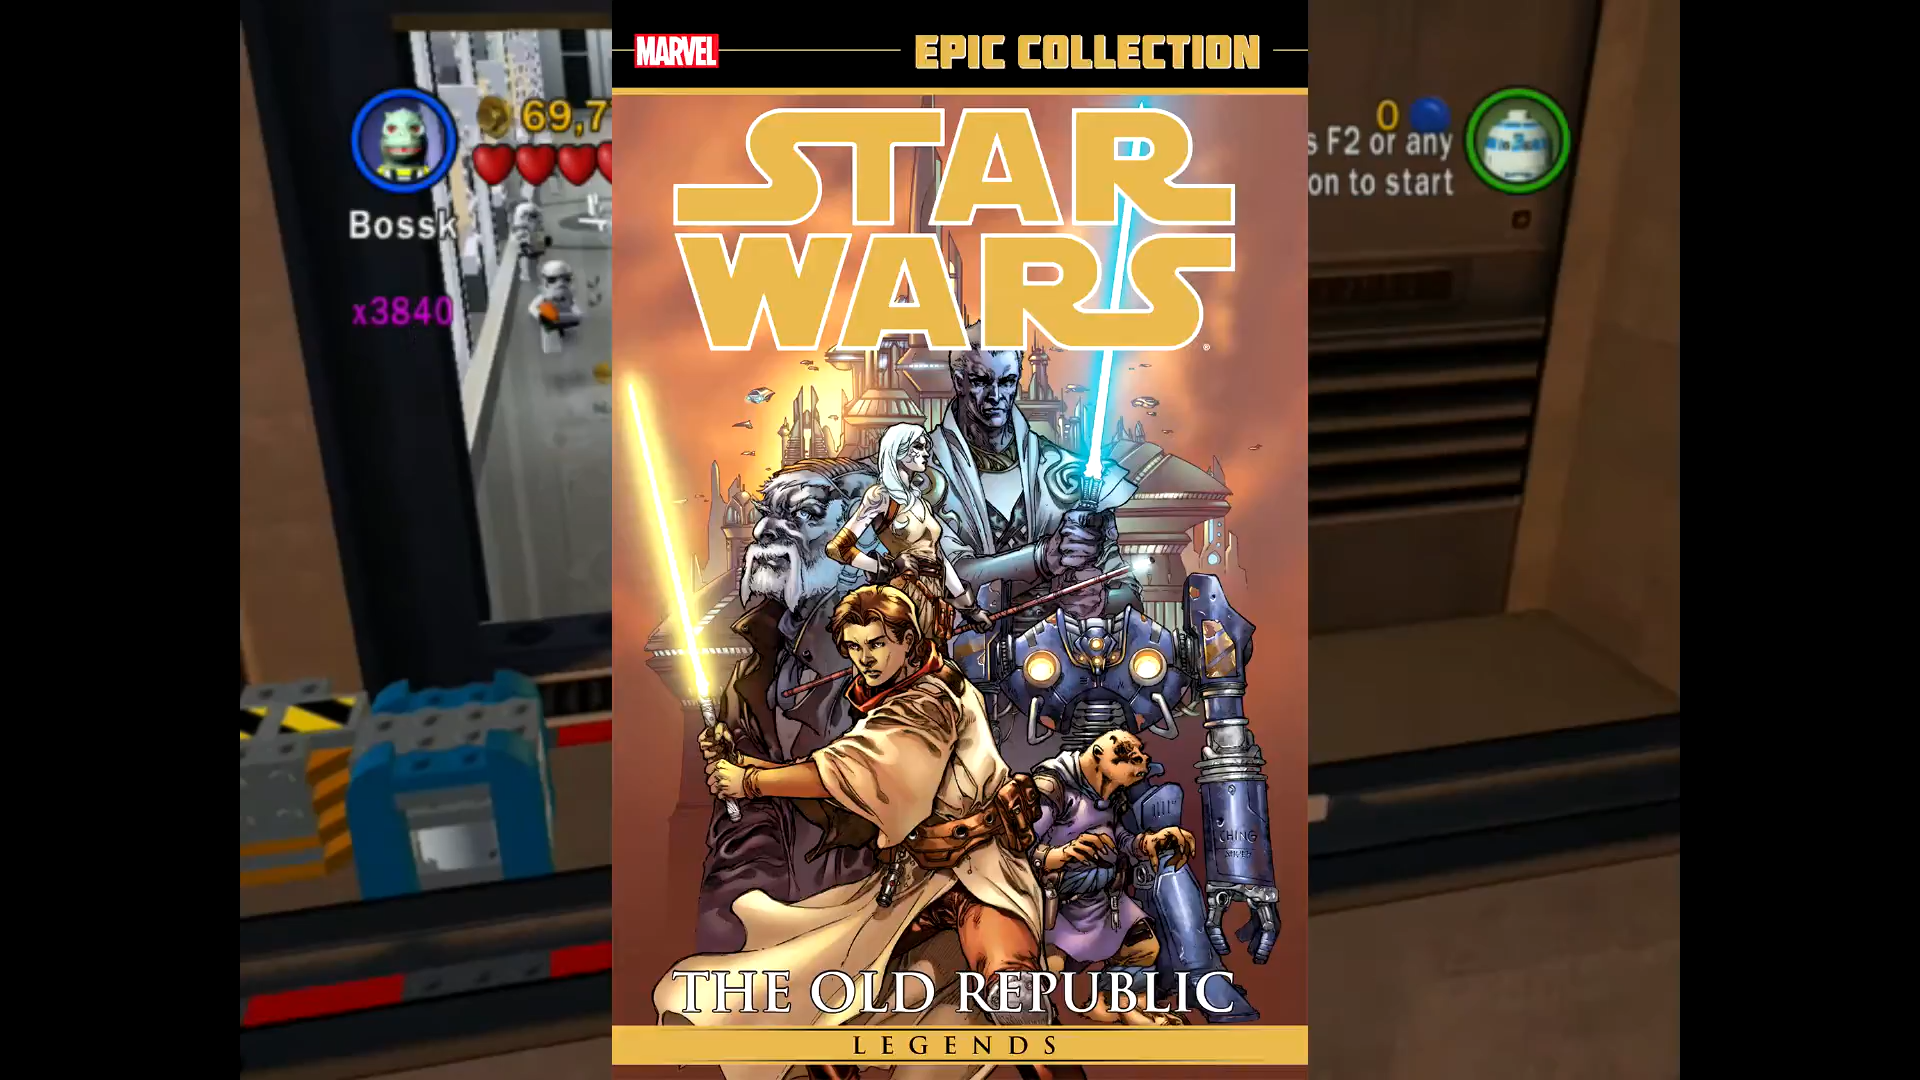 MARVEL
EPIC COLLECTION
STAR
WARS
®
69,7
0
F2 or any
on to start
Bossk
x3840
CHING
THE OLD REPUBLIC
LEGENDS